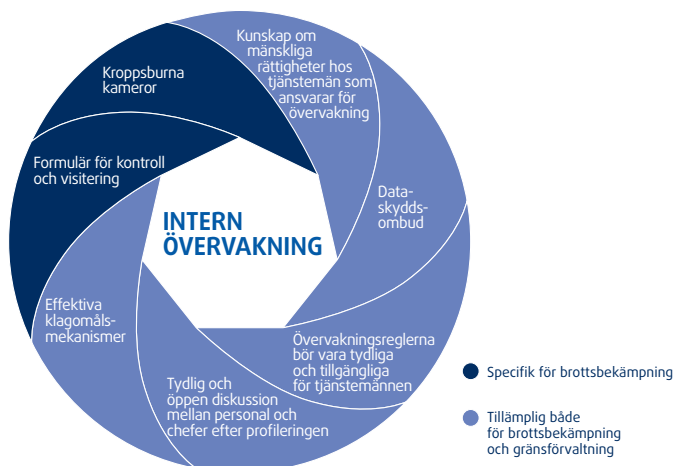 Kunskap om
mänskliga
rättigheter hos
tjänstemän som
ansvarar för
övervakning
Kroppsburna
kameror
Formulär för kontroll
och visitering
Data-
skydds-
ombud
INTERN
ÖVERVAKNING
Effektiva
klagomåls-
mekanismer
Övervakningsreglerna
bör vara tydliga
och tillgängliga
för tjänstemännen
Tydlig och
öppen diskussion
mellan personal och
chefer efter profileringen
Specifik för brottsbekämpning
Tillämplig både
för brottsbekämpning
och gränsförvaltning